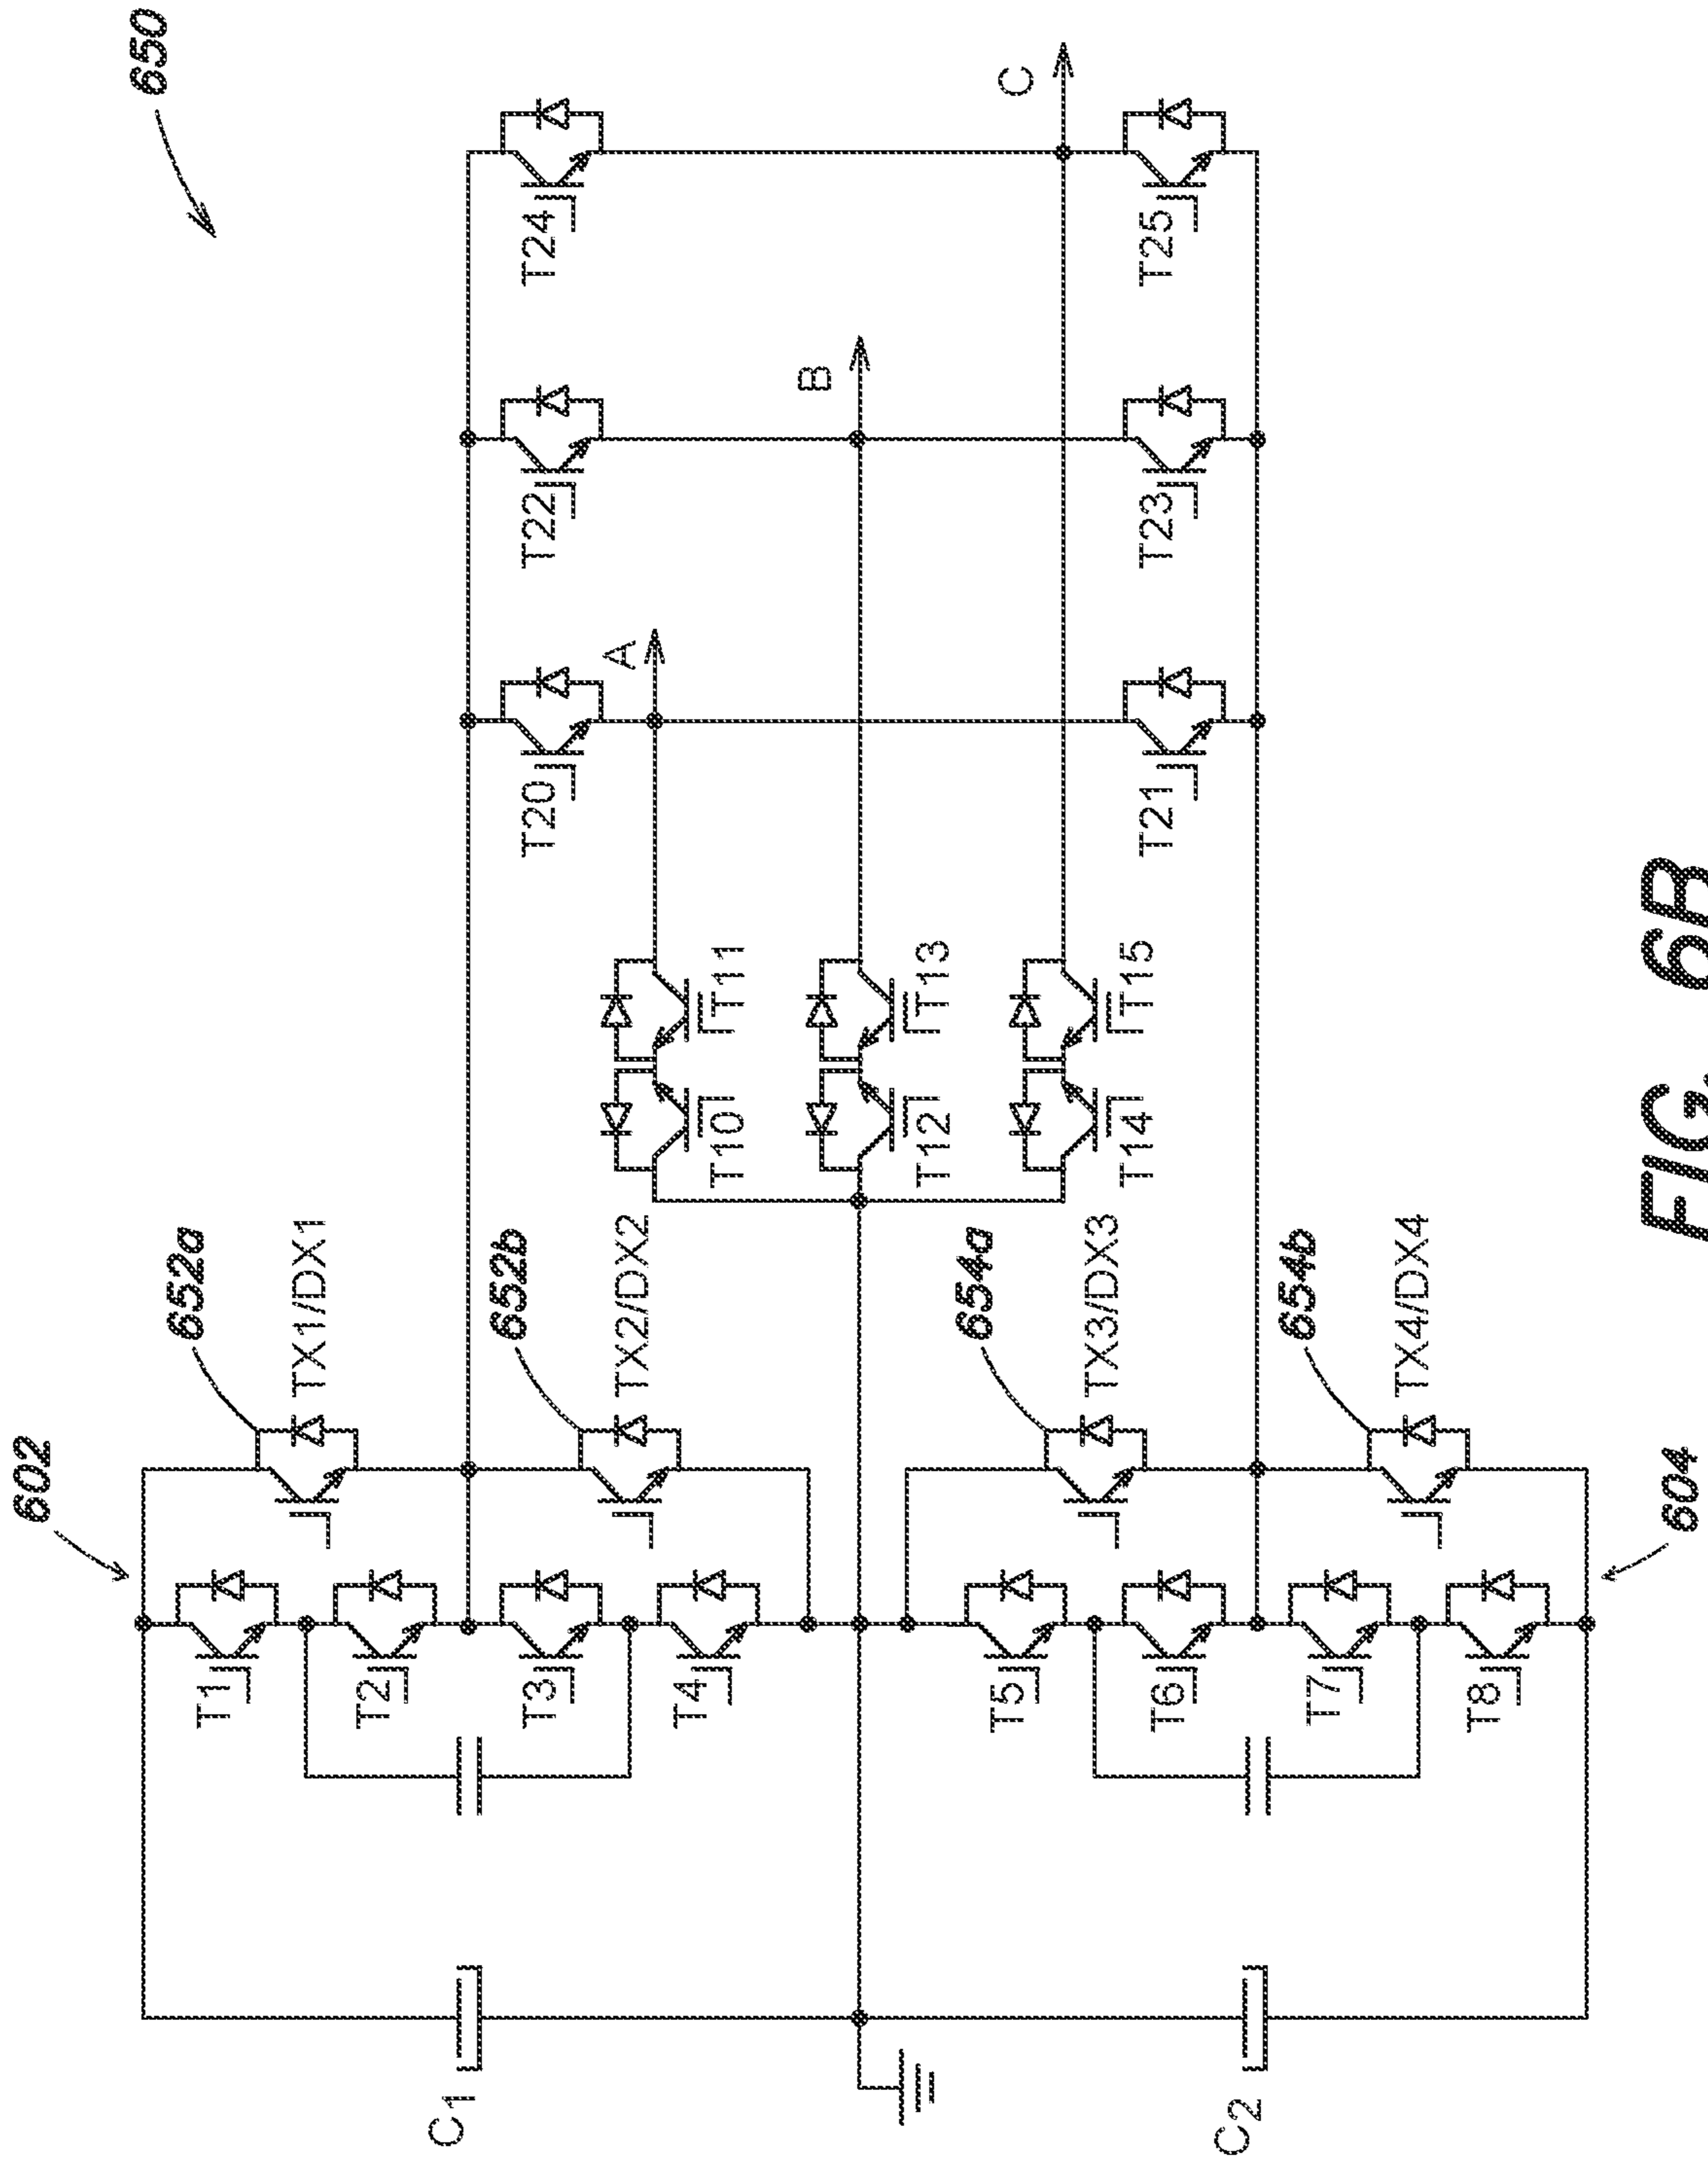 650
602
652a
TX1/DX1
T1
T2
652b
TX2/DX2
T3
T4
C1
T20
T22
T24
A
B
C
T10
T11
T12
T13
T14
T15
654a
TX3/DX3
T5
T6
654b
TX4/DX4
T7
T8
C2
T21
T23
T25
604
FIG. 6B